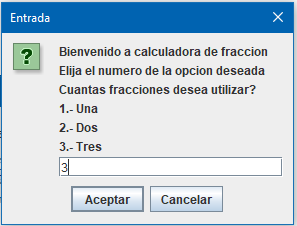 Entrada
Bienvenido a calculadora de fraccion
Elija el numero de la opcion deseada
Cuantas fracciones desea utilizar?
1.- Una
2.- Dos
3.- Tres
3
Aceptar Cancelar